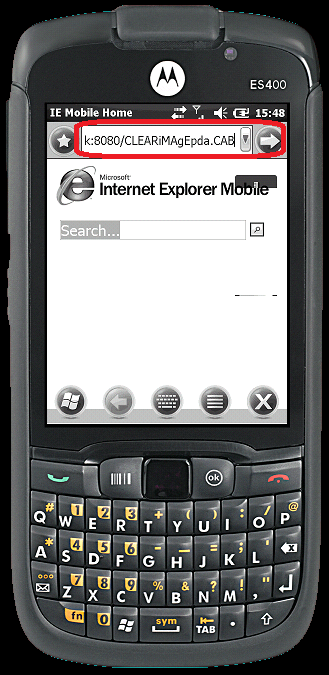 MOTOROLA
ES400
IE Mobile Home 15:48
k:8080/CLEARiMAgEpda.CAB
Microsoft®
Internet Explorer Mobile
Search...
ok
Q # W 1 E 2 R 3 T + Y ( U ) I : O / P @
A * S 4 D 5 F 6 G - H _ J = K " L '
Z 7 X 8 C 9 V % B & N ? M ! , ;
fn 0 sym TAB .